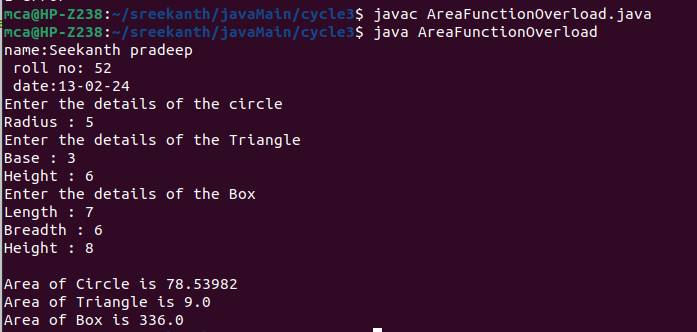 mca@HP-Z238:~/sreekanth/javaMain/cycle3$ javac AreaFunctionOverload.java
mca@HP-Z238:~/sreekanth/javaMain/cycle3$ java AreaFunctionOverload
name:Seekanth pradeep
 roll no: 52
 date:13-02-24
Enter the details of the circle
Radius : 5
Enter the details of the Triangle
Base : 3
Height : 6
Enter the details of the Box
Length : 7
Breadth : 6
Height : 8

Area of Circle is 78.53982
Area of Triangle is 9.0
Area of Box is 336.0